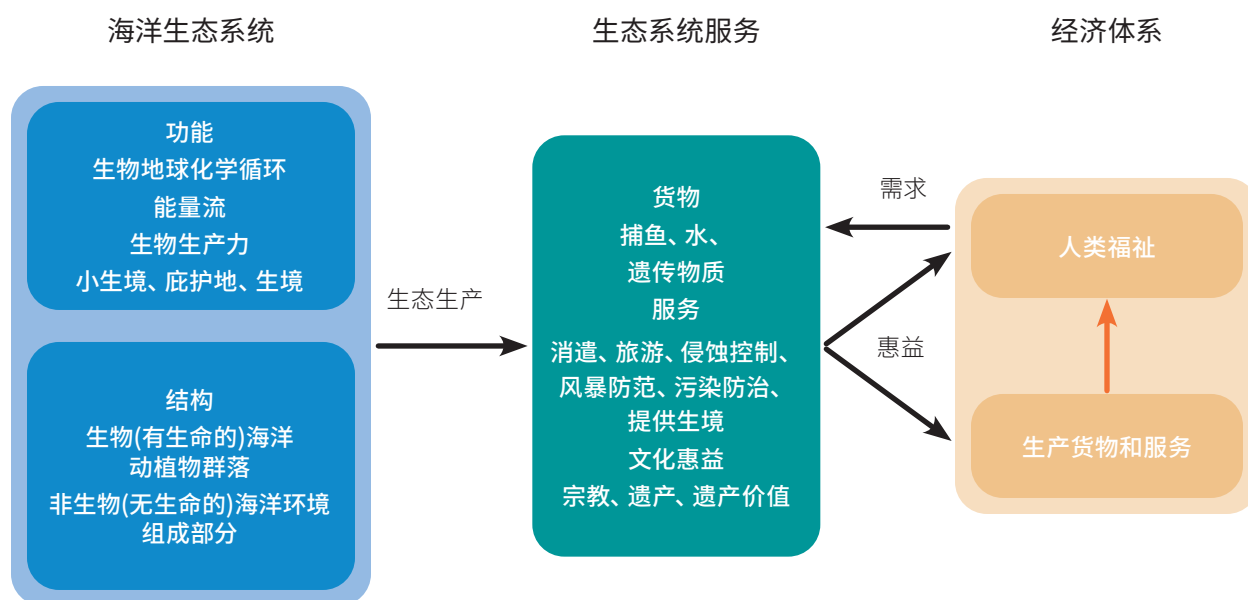 海洋生态系统
生态系统服务
经济体系
功能
生物地球化学循环
能量流
生物生产力
小生境、庇护地、生境
结构
生物(有生命的)海洋
动植物群落
非生物(无生命的)海洋环境
组成部分
生态生产
货物
捕鱼、水、
遗传物质
服务
消遣、旅游、侵蚀控制、
风暴防范、污染防治、
提供生境
文化惠益
宗教、遗产、遗产价值
需求
惠益
人类福祉
生产货物和服务